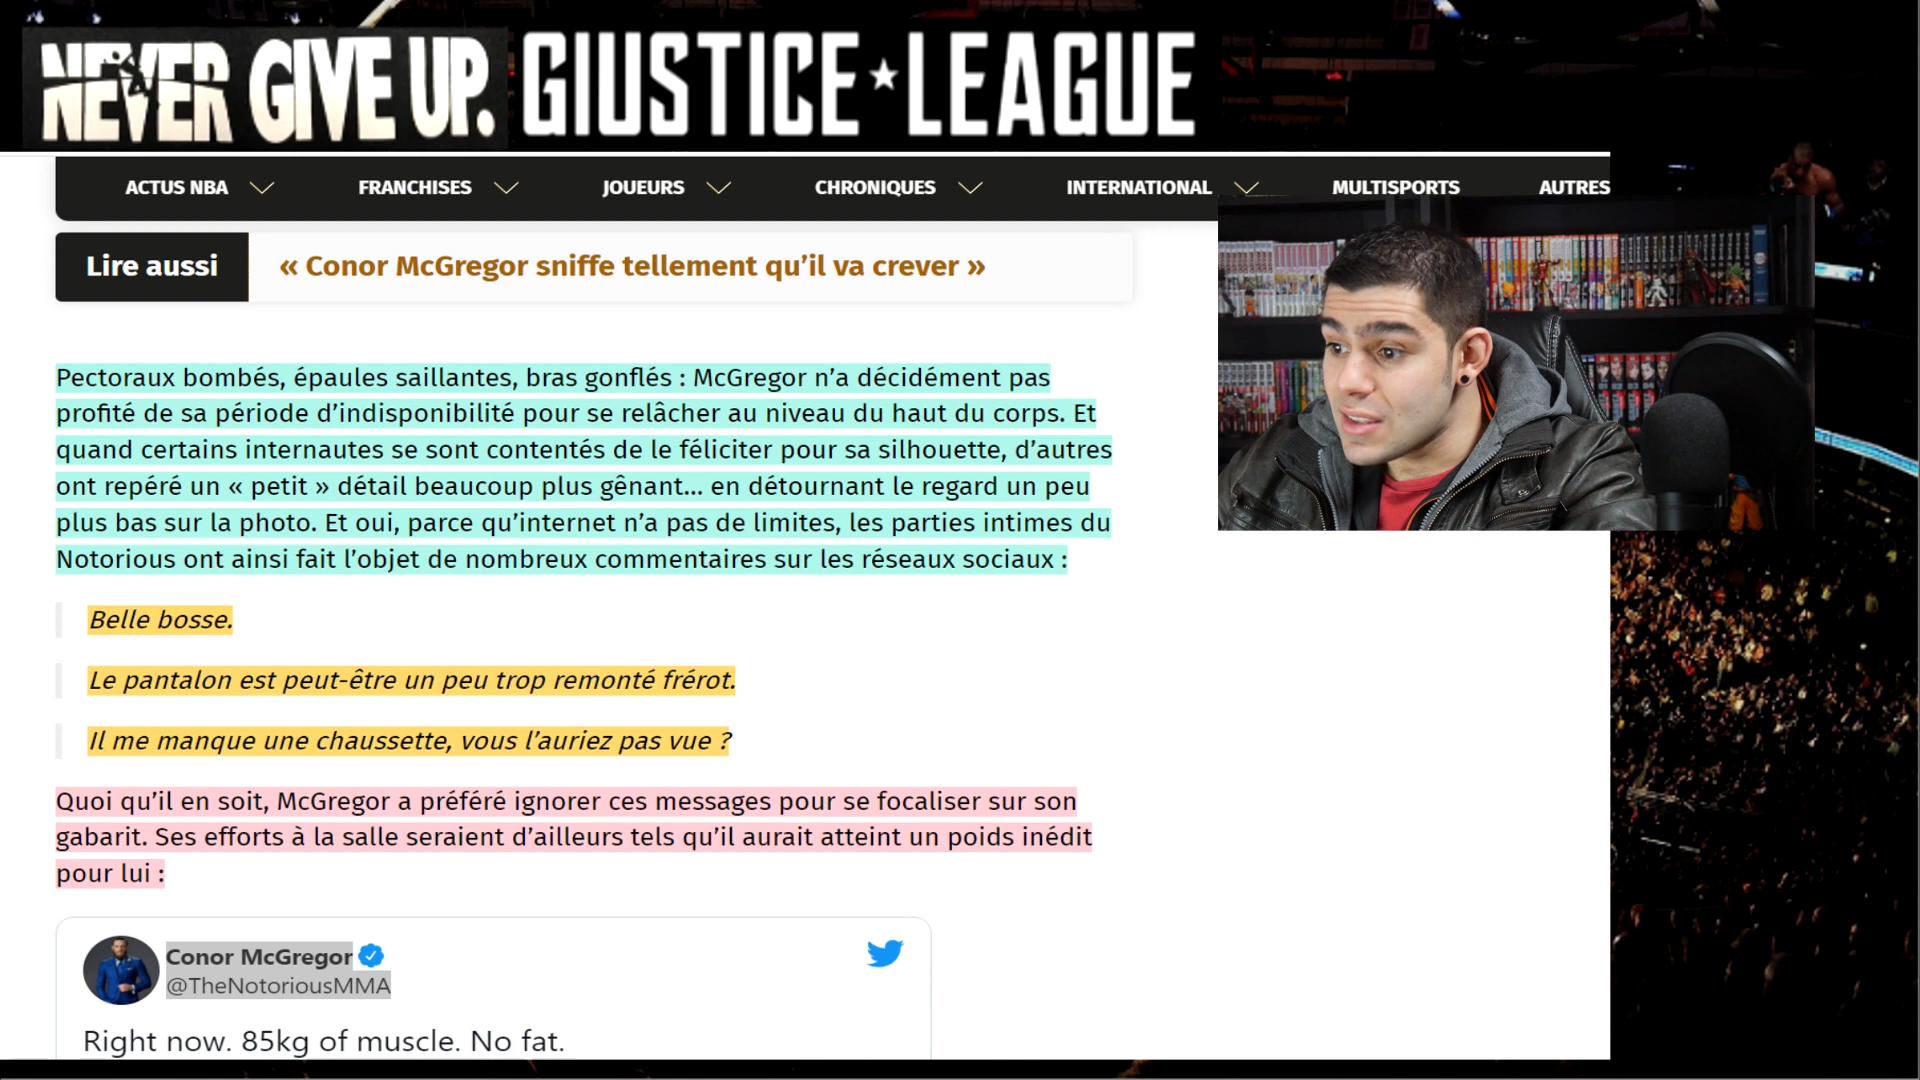 NEVER GIVE UP. GIUSTICE★LEAGUE
ACTUS NBA FRANCHISES JOUEURS CHRONIQUES INTERNATIONAL MULTISPORTS AUTRES
Lire aussi « Conor McGregor sniffe tellement qu’il va crever »
Pectoraux bombés, épaules saillantes, bras gonflés : McGregor n’a décidément pas
profité de sa période d’indisponibilité pour se relâcher au niveau du haut du corps. Et
quand certains internautes se sont contentés de le féliciter pour sa silhouette, d’autres
ont repéré un « petit » détail beaucoup plus gênant… en détournant le regard un peu
plus bas sur la photo. Et oui, parce qu’internet n’a pas de limites, les parties intimes du
Notorious ont ainsi fait l’objet de nombreux commentaires sur les réseaux sociaux :
Belle bosse.
Le pantalon est peut-être un peu trop remonté frérot.
Il me manque une chaussette, vous l’auriez pas vue ?
Quoi qu’il en soit, McGregor a préféré ignorer ces messages pour se focaliser sur son
gabarit. Ses efforts à la salle seraient d’ailleurs tels qu’il aurait atteint un poids inédit
pour lui :
Conor McGregor
@TheNotoriousMMA
Right now. 85kg of muscle. No fat.